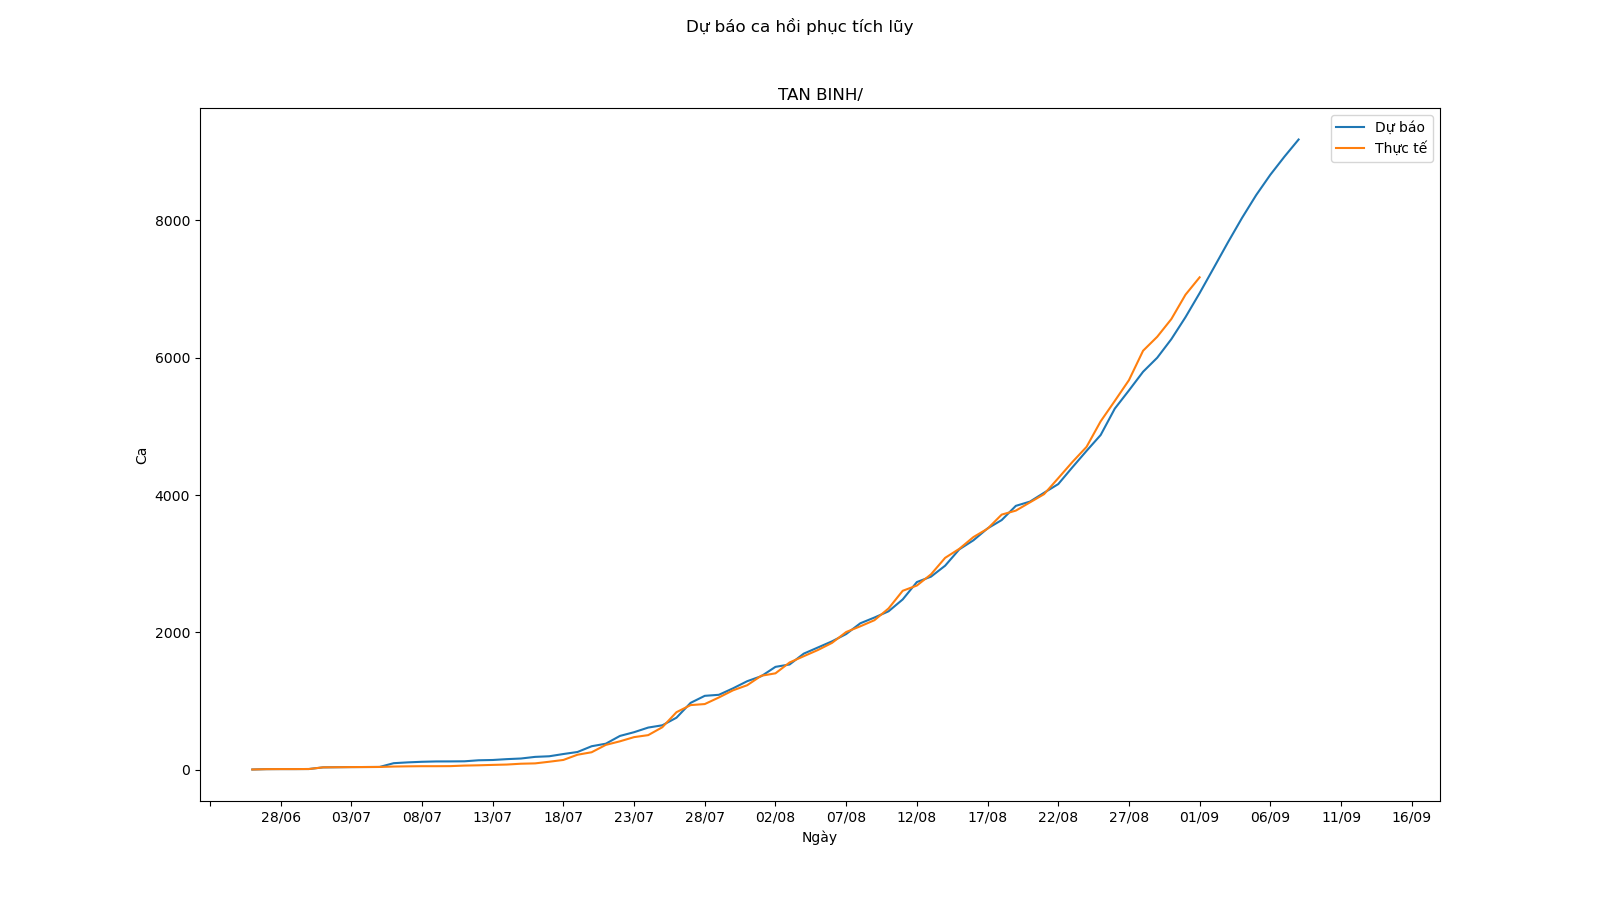 Dự báo ca hồi phục tích lũy
TAN BINH/
Dự báo
Thực tế
8000
6000
4000
2000
0
Ca
28/06 03/07 08/07 13/07 18/07 23/07 28/07 02/08 07/08 12/08 17/08 22/08 27/08 01/09 06/09 11/09 16/09
Ngày